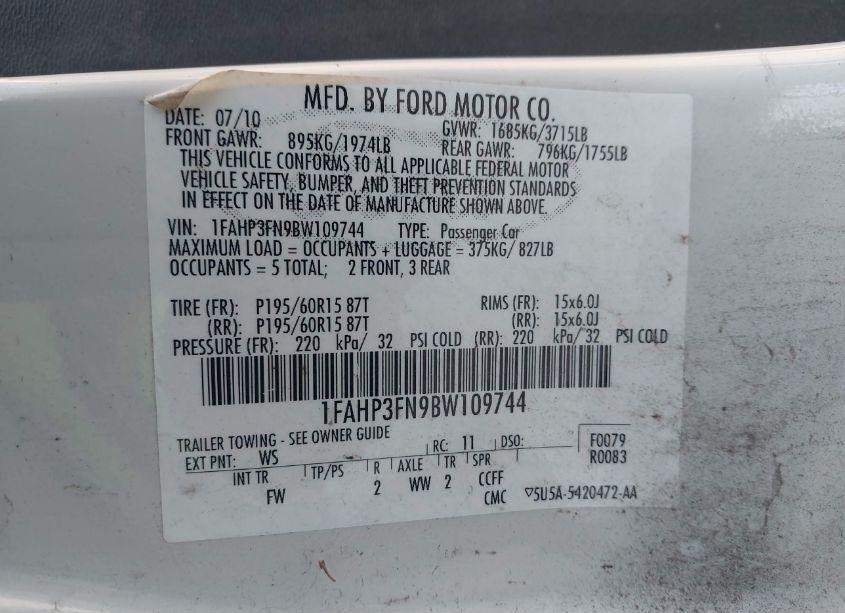 MFD. BY FORD MOTOR CO.
DATE: 07/10 GVWR: 1685KG/3715LB
FRONT GAWR: 895KG/1974LB REAR GAWR: 796KG/1755LB
THIS VEHICLE CONFORMS TO ALL APPLICABLE FEDERAL MOTOR
VEHICLE SAFETY, BUMPER, AND THEFT PREVENTION STANDARDS
IN EFFECT ON THE DATE OF MANUFACTURE SHOWN ABOVE.
VIN: 1FAHP3FN9BW109744 TYPE: Passenger Car
MAXIMUM LOAD = OCCUPANTS + LUGGAGE = 375KG/ 827LB
OCCUPANTS = 5 TOTAL; 2 FRONT, 3 REAR
TIRE (FR): P195/60R15 87T RIMS (FR): 15x6.0J
(RR): P195/60R15 87T (RR): 15x6.0J
PRESSURE (FR): 220 kPa/ 32 PSI COLD (RR): 220 kPa/ 32 PSI COLD
1FAHP3FN9BW109744
TRAILER TOWING - SEE OWNER GUIDE
EXT PNT: WS RC: 11 DSO: F0079
R0083
INT TR TP/PS R AXLE TR SPR
FW 2 WW 2 CCFF
CMC 5U5A-5420472-AA